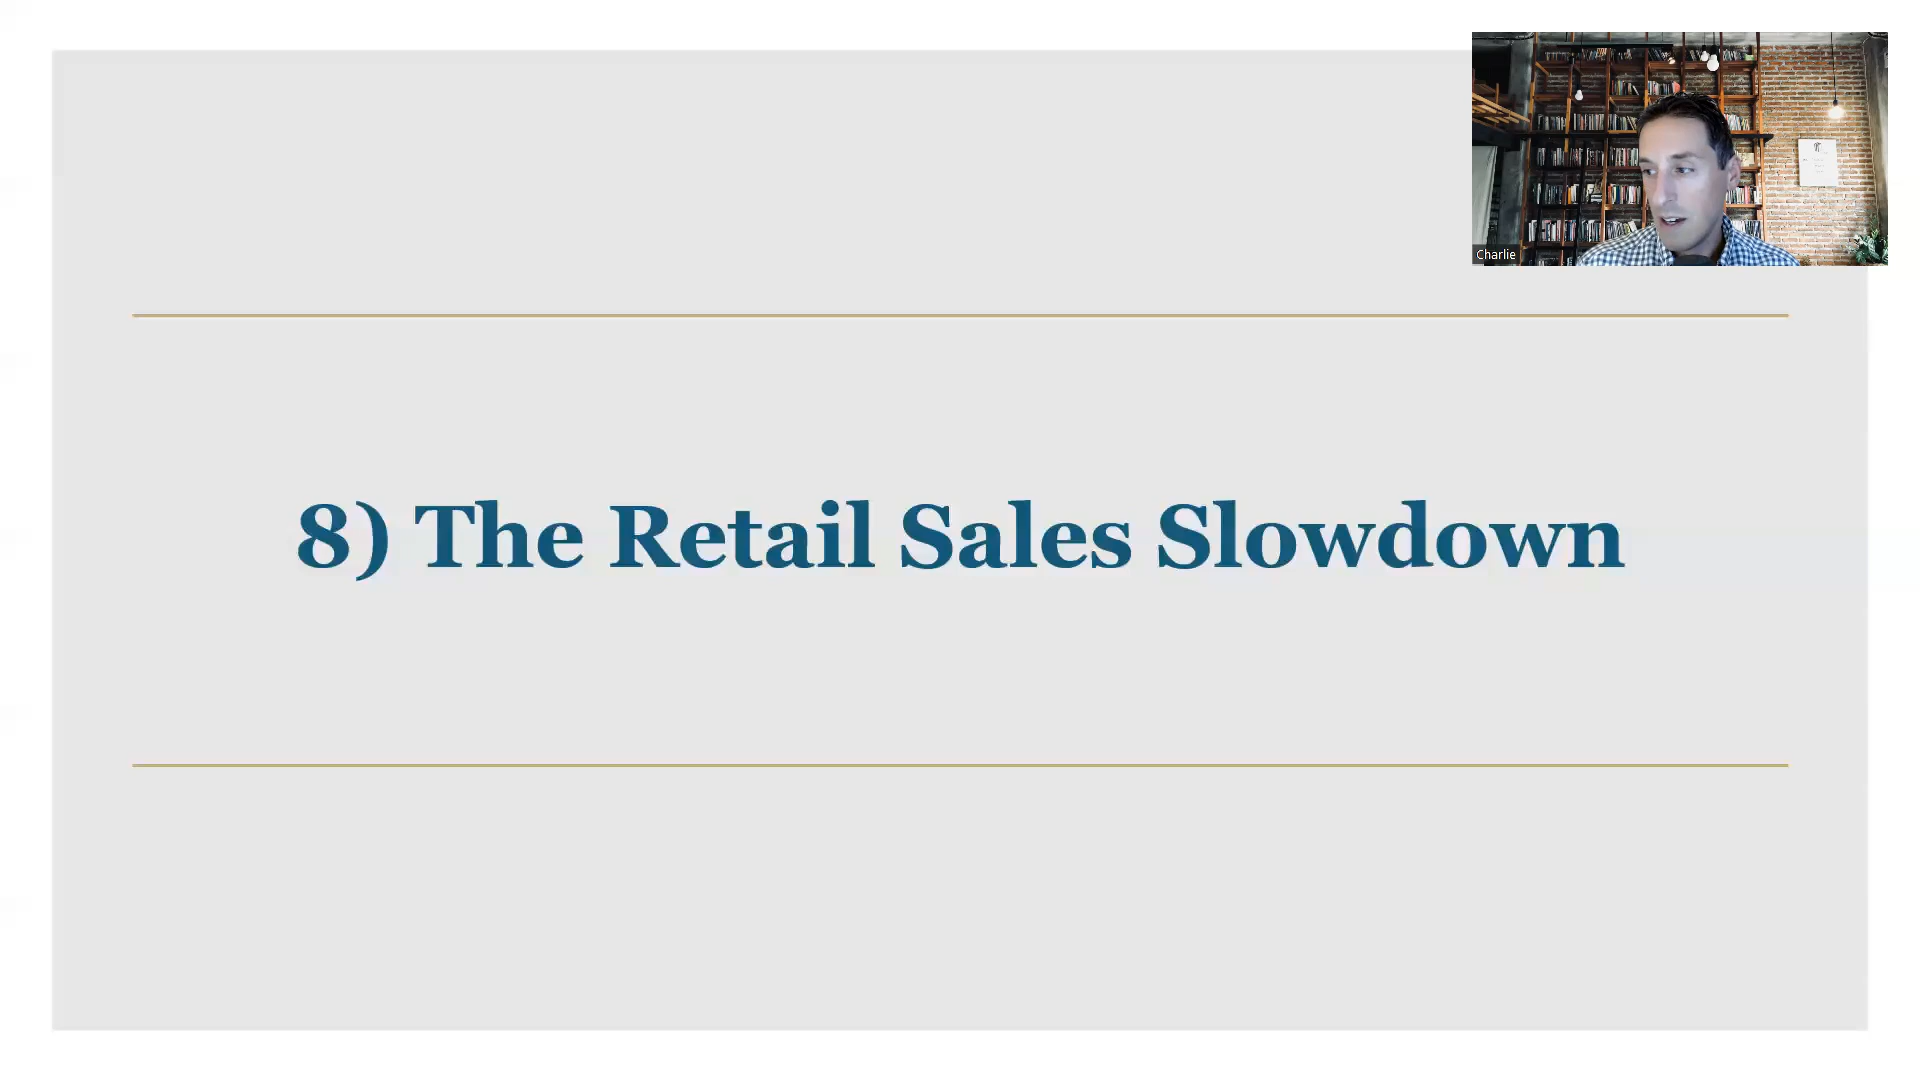 Charlie
8) The Retail Sales Slowdown